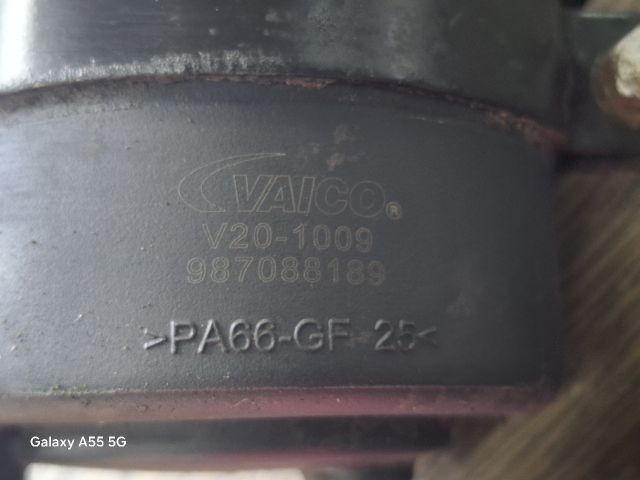 VAICO®
V20-1009
987088189
>PA66-GF 25<
Galaxy A55 5G